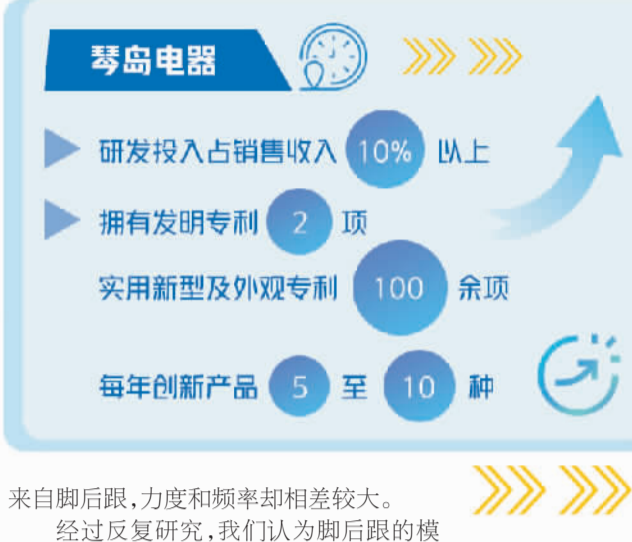 琴岛电器
研发投入占销售收入 10% 以上
拥有发明专利 2 项
实用新型及外观专利 100 余项
每年创新产品 5 至 10 种
来自脚后跟,力度和频率却相差较大。
经过反复研究,我们认为脚后跟的模